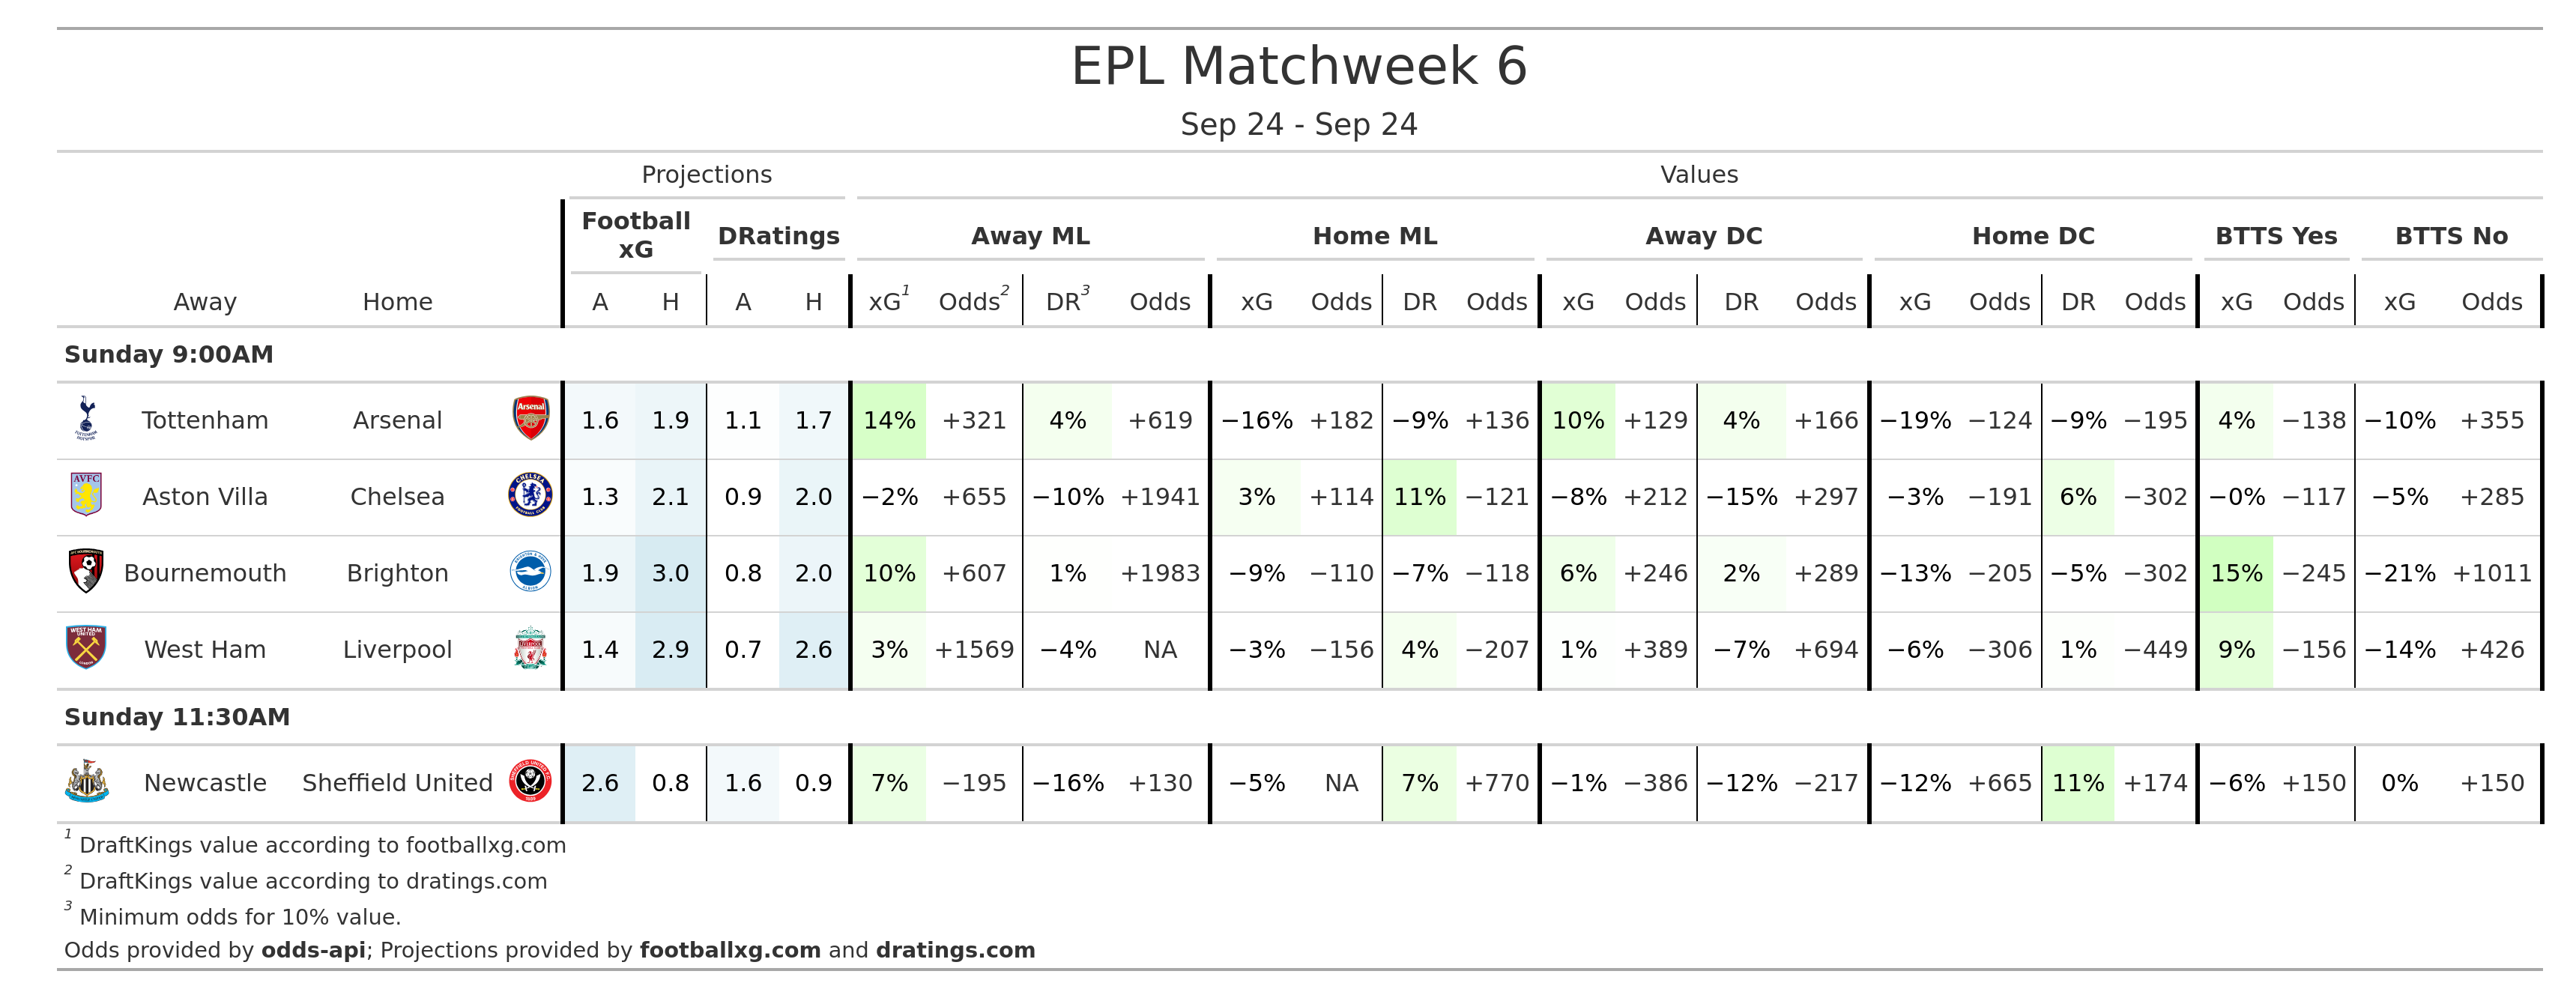 EPL Matchweek 6
Sep 24 - Sep 24
Projections Values
Football xG DRatings Away ML Home ML Away DC Home DC BTTS Yes BTTS No
Away Home A H A H xG1 Odds2 DR3 Odds xG Odds DR Odds xG Odds DR Odds xG Odds DR Odds xG Odds xG Odds
Sunday 9:00AM
Tottenham Arsenal 1.6 1.9 1.1 1.7 14% +321 4% +619 −16% +182 −9% +136 10% +129 4% +166 −19% −124 −9% −195 4% −138 −10% +355
Aston Villa Chelsea 1.3 2.1 0.9 2.0 −2% +655 −10% +1941 3% +114 11% −121 −8% +212 −15% +297 −3% −191 6% −302 −0% −117 −5% +285
Bournemouth Brighton 1.9 3.0 0.8 2.0 10% +607 1% +1983 −9% −110 −7% −118 6% +246 2% +289 −13% −205 −5% −302 15% −245 −21% +1011
West Ham Liverpool 1.4 2.9 0.7 2.6 3% +1569 −4% NA −3% −156 4% −207 1% +389 −7% +694 −6% −306 1% −449 9% −156 −14% +426
Sunday 11:30AM
Newcastle Sheffield United 2.6 0.8 1.6 0.9 7% −195 −16% +130 −5% NA 7% +770 −1% −386 −12% −217 −12% +665 11% +174 −6% +150 0% +150
1 DraftKings value according to footballxg.com
2 DraftKings value according to dratings.com
3 Minimum odds for 10% value.
Odds provided by odds-api; Projections provided by footballxg.com and dratings.com